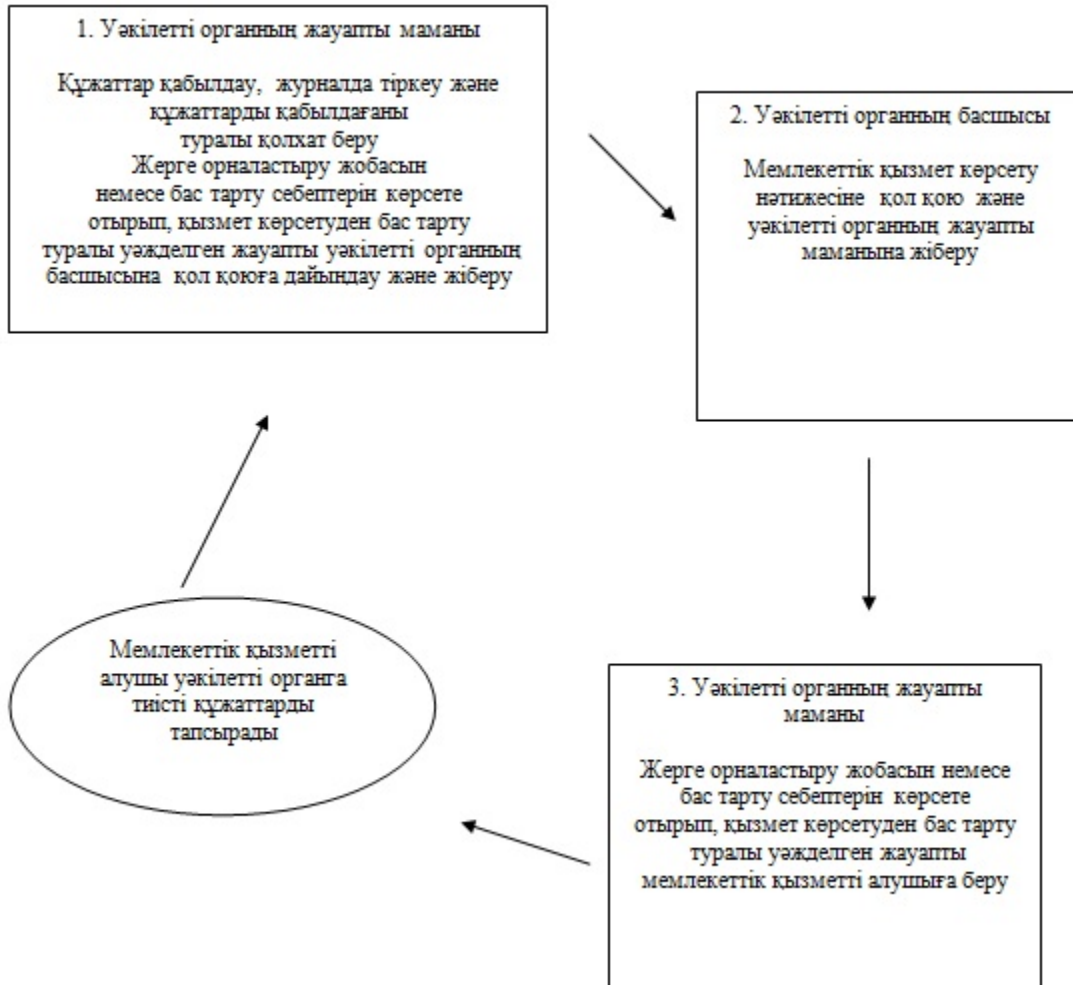 1. Уәкілетті органның жауапты маманы
Құжаттар қабылдау, журналда тіркеу және
құжаттарды қабылдағаны
туралы қолхат беру
Жерге орналастыру жобасын
немесе бас тарту себептерін көрсете
отырып, қызмет көрсетуден бас тарту
туралы уәжделген жауапты уәкілетті органның
басшысына қол қоюға дайындау және жіберу
2. Уәкілетті органның басшысы
Мемлекеттік қызмет көрсету
нәтижесіне қол қою және
уәкілетті органның жауапты
маманына жіберу
3. Уәкілетті органның жауапты
маманы
Жерге орналастыру жобасын немесе
бас тарту себептерін көрсете
отырып, қызмет көрсетуден бас тарту
туралы уәжделген жауапты
мемлекеттік қызметті алушыға беру
Мемлекеттік қызметті
алушы уәкілетті органга
тиісті құжаттарды
тапсырады